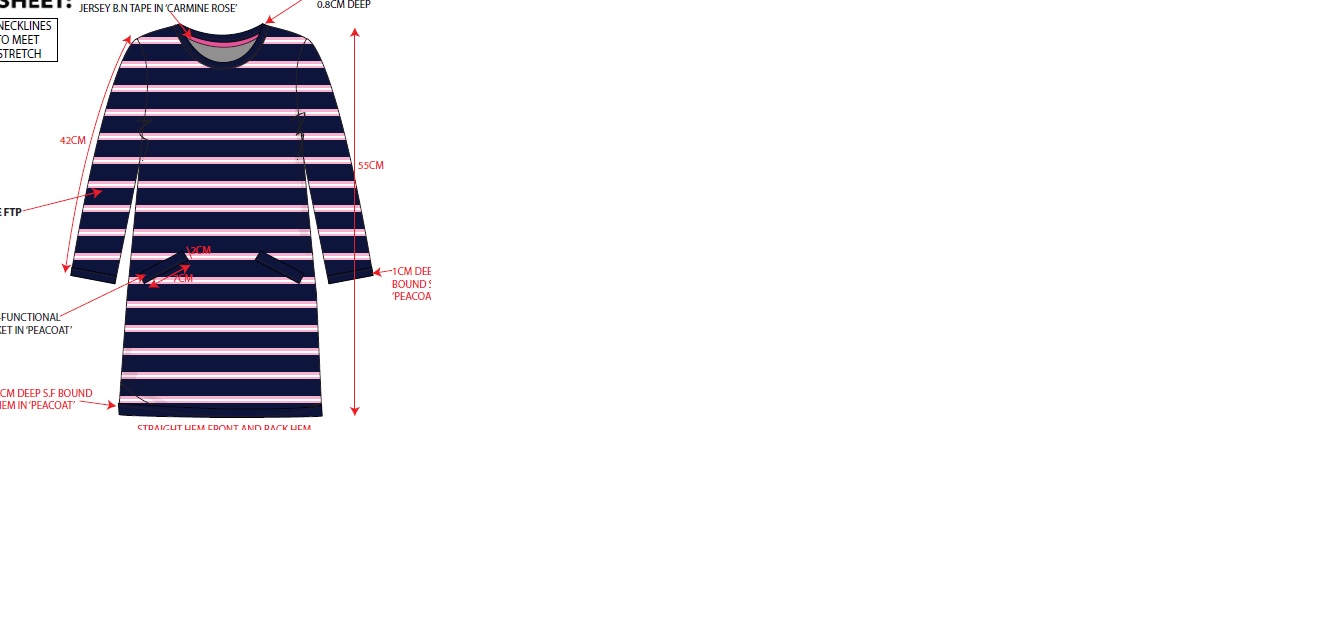 SHEET:
JERSEY B.N TAPE IN 'CARMINE ROSE'
0.8CM DEEP
NECKLINES
TO MEET
STRETCH
42CM
55CM
E FTP
2CM
7CM
1CM DEE
BOUND S
'PEACOA
-FUNCTIONAL
KET IN 'PEACOAT'
CM DEEP S.F BOUND
HEM IN 'PEACOAT'
STRAIGHT HEM FRONT AND BACK HEM